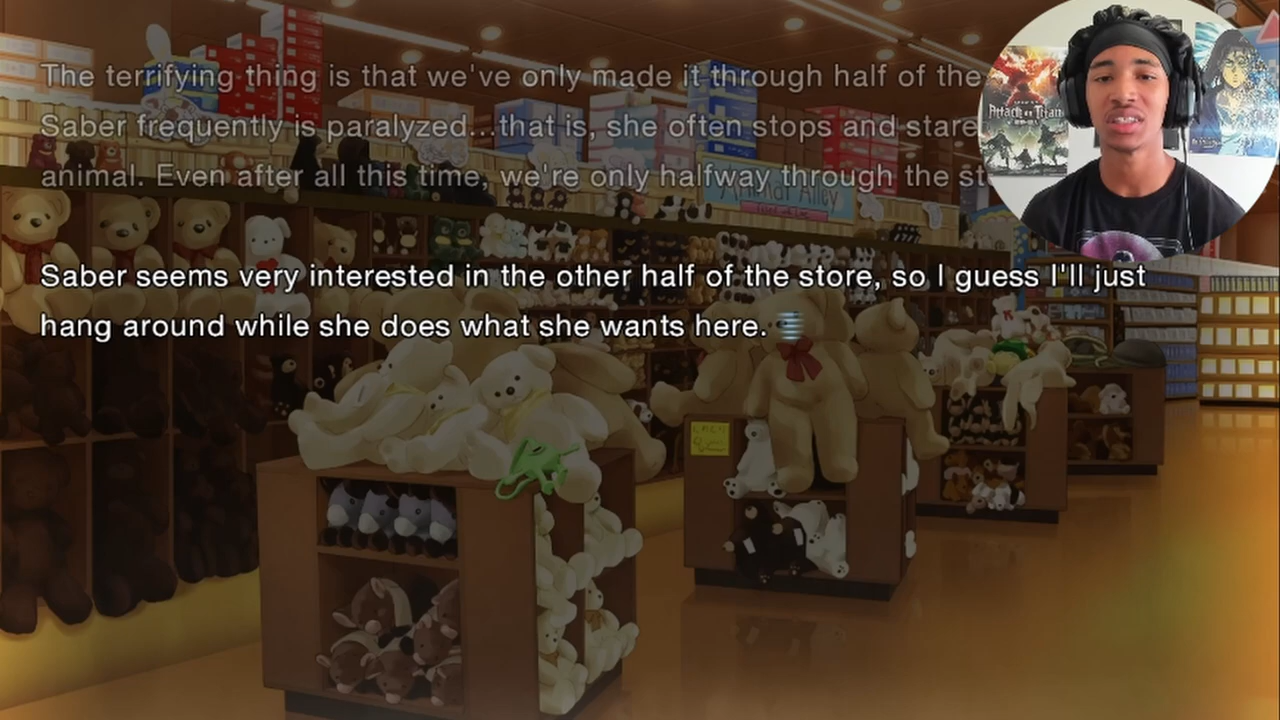 The terrifying thing is that we've only made it through half of the
Saber frequently is paralyzed...that is, she often stops and stare
animal. Even after all this time, we're only halfway through the st
Saber seems very interested in the other half of the store, so I guess I'll just
hang around while she does what she wants here.
Attack on Titan
Alley